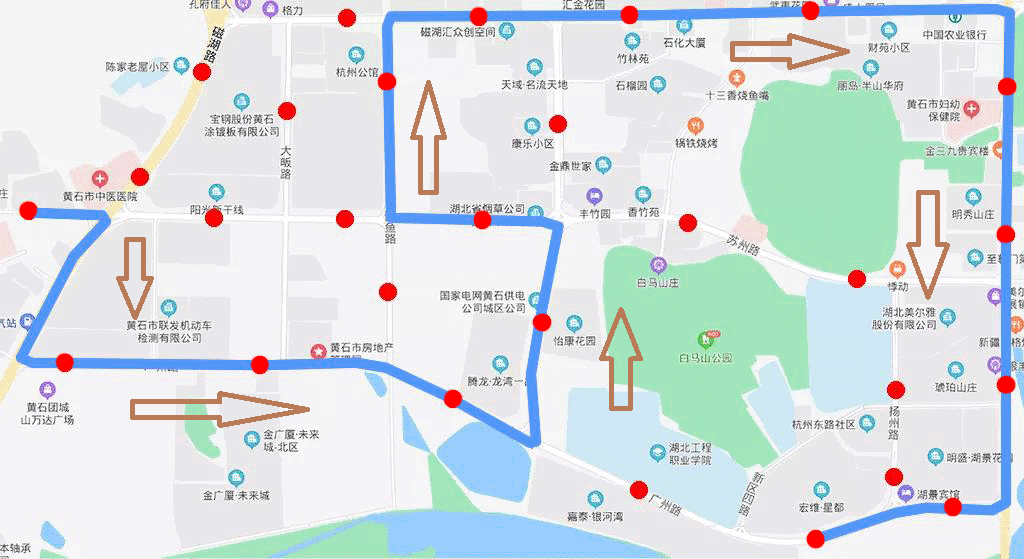 孔府佳人
格力
汇金花园
磁湖路
磁湖汇众创空间
石化大厦
财苑小区
中国农业银行
陈家老屋小区
杭州公馆
竹林苑
天域·名流天地
石榴园
十三香烧鱼嘴
丽岛·半山华府
宝钢股份黄石
涂镀板有限公司
黄石市妇幼
保健院
大畈路
康乐小区
锅铁烧烤
金三九贵宾楼
金鼎世家
黄石市中医医院
阳光新干线
湖北省烟草公司
丰竹园
香竹苑
明秀山庄
鱼路
苏州路
白马山庄
悸动
国家电网黄石供电
公司城区公司
湖北美尔雅
股份有限公司
气站
黄石市联发机动车
检测有限公司
怡康花园
黄石市房地产
白马山公园
腾龙·龙湾一品
琥珀山庄
黄石团城
山万达广场
扬州路
杭州东路社区
金广厦·未来
城-北区
湖北工程
职业学院
明盛·湖景花园
金广厦·未来城
新区四路
广州路
嘉泰·银河湾
宏维·星都
湖景宾馆
本轴承